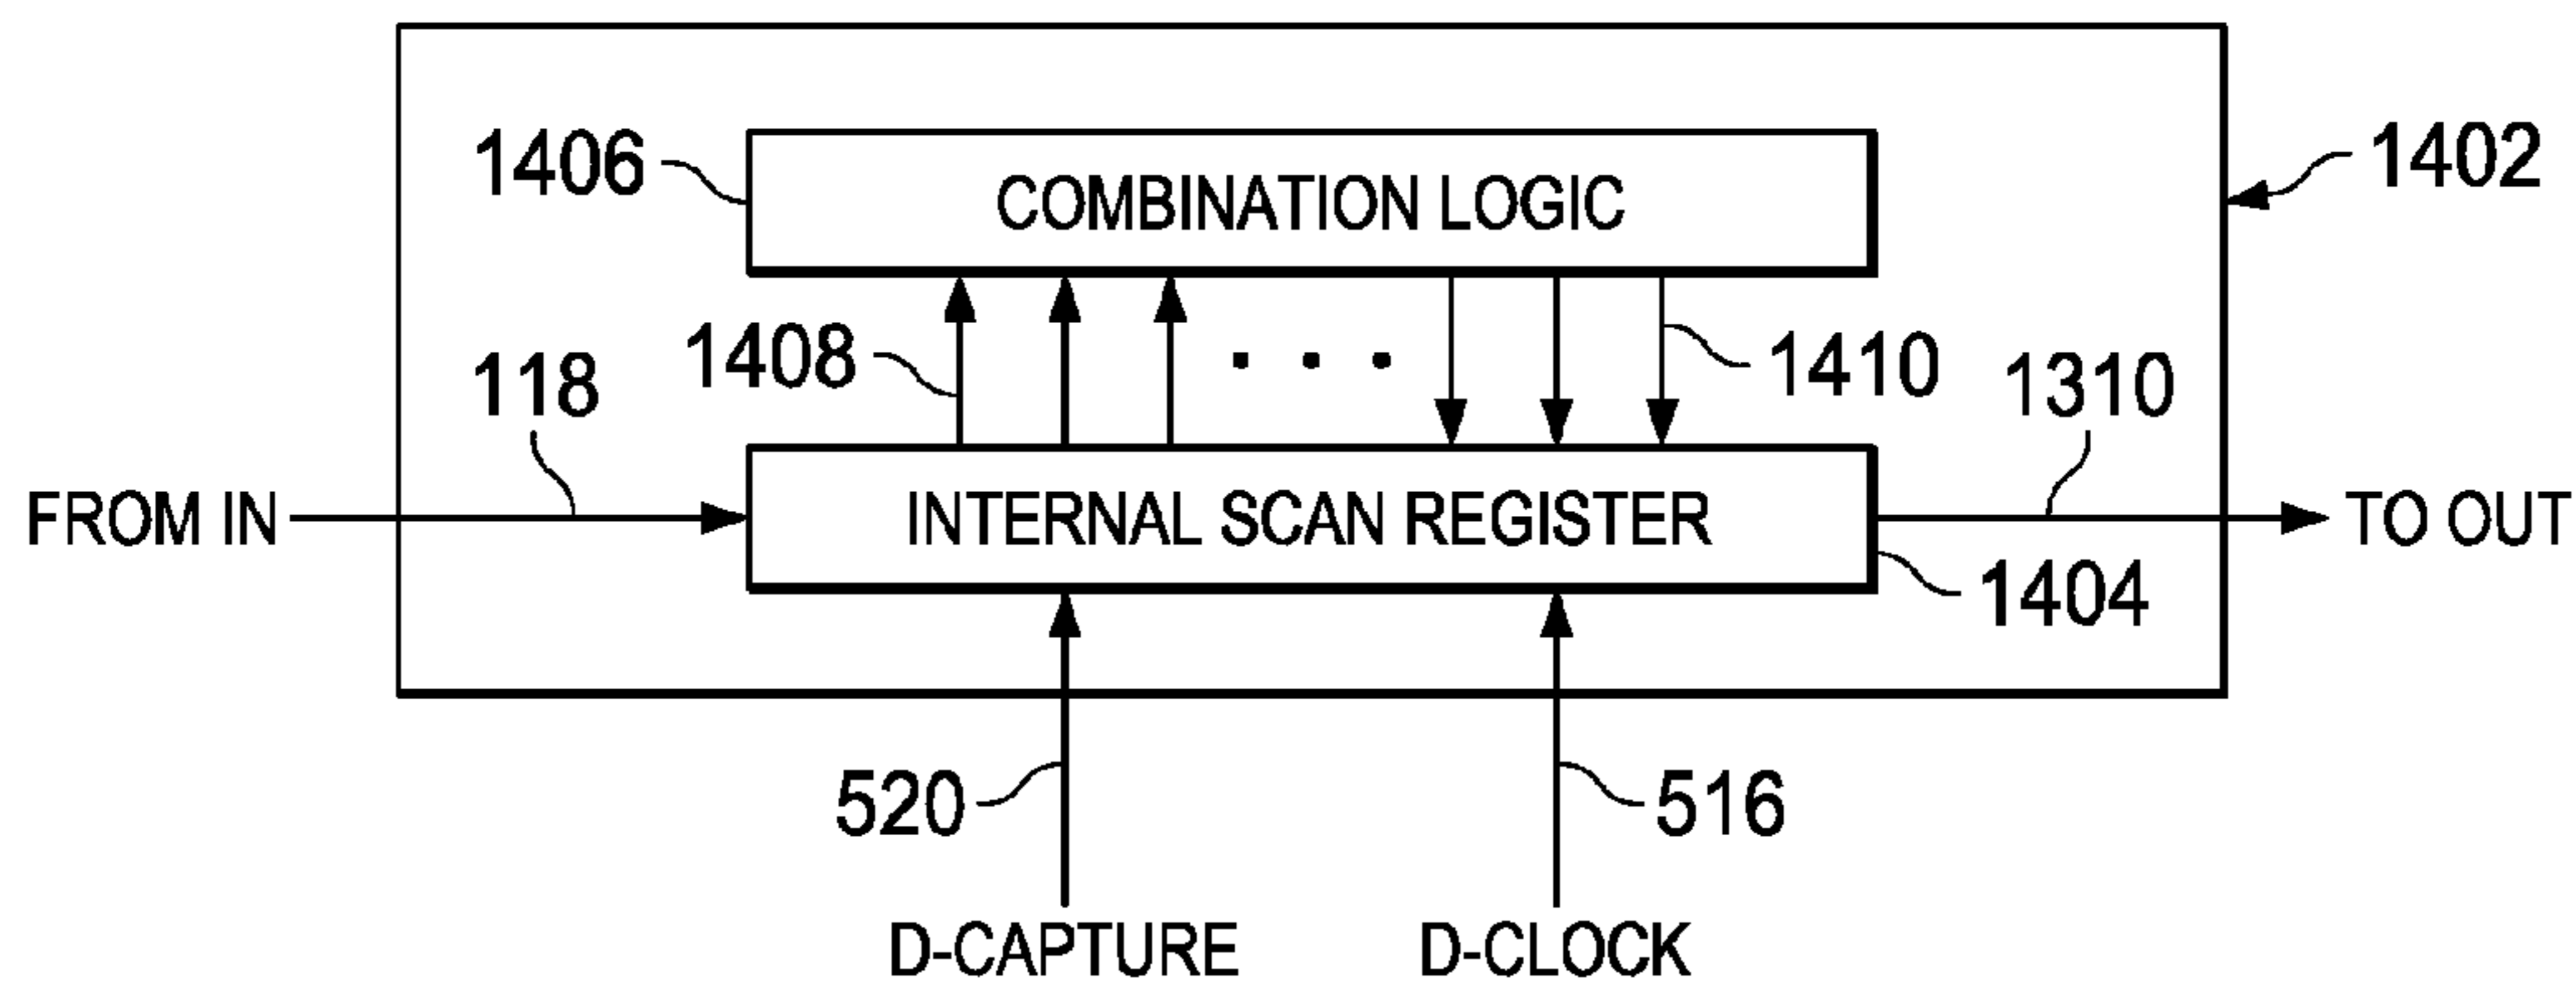 1406
COMBINATION LOGIC
1402
1408
1410
118
1310
FROM IN
INTERNAL SCAN REGISTER
TO OUT
1404
520
516
D-CAPTURE
D-CLOCK